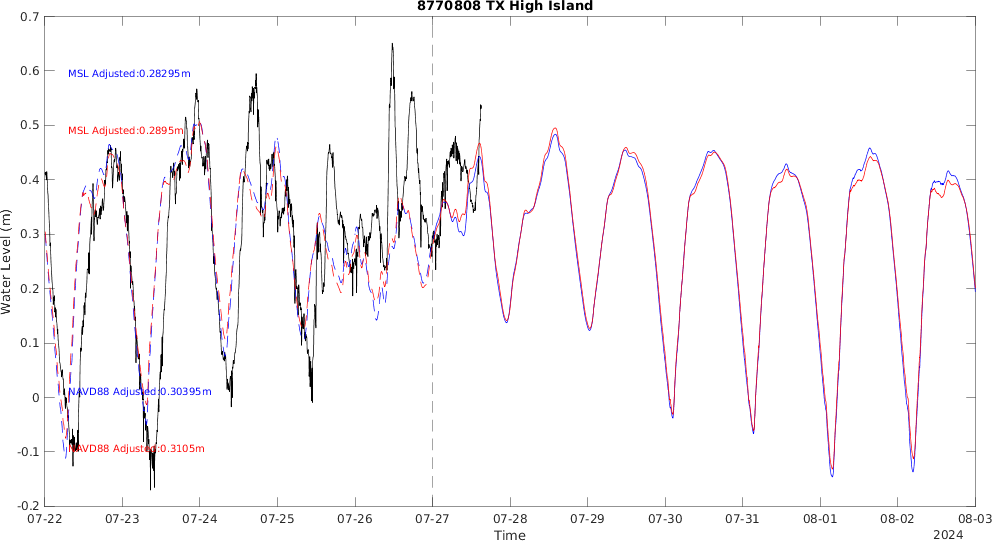 8770808 TX High Island
0.7
0.6
0.5
0.4
0.3
0.2
0.1
0
-0.1
-0.2
Water Level (m)
MSL Adjusted:0.28295m
MSL Adjusted:0.2895m
NAVD88 Adjusted:0.30395m
NAVD88 Adjusted:0.3105m
07-22 07-23 07-24 07-25 07-26 07-27 07-28 07-29 07-30 07-31 08-01 08-02 08-03
Time
2024